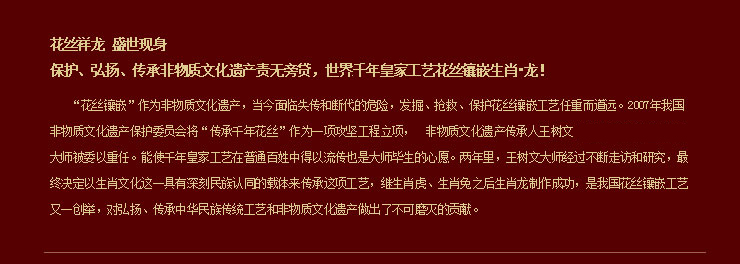 花丝祥龙 盛世现身
保护、弘扬、传承非物质文化遗产责无旁贷，世界千年皇家工艺花丝镶嵌生肖·龙！
“花丝镶嵌”作为非物质文化遗产，当今面临失传和断代的危险，发掘、抢救、保护花丝镶嵌工艺任重而道远。2007年我国
非物质文化遗产保护委员会将“传承千年花丝”作为一项攻坚工程立项， 非物质文化遗产传承人王树文
大师被委以重任。能使千年皇家工艺在普通百姓中得以流传也是大师毕生的心愿。两年里，王树文大师经过不断走访和研究，最
终决定以生肖文化这一具有深刻民族认同的载体来传承这项工艺，继生肖虎、生肖兔之后生肖龙制作成功，是我国花丝镶嵌工艺
又一创举，对弘扬、传承中华民族传统工艺和非物质文化遗产做出了不可磨灭的贡献。